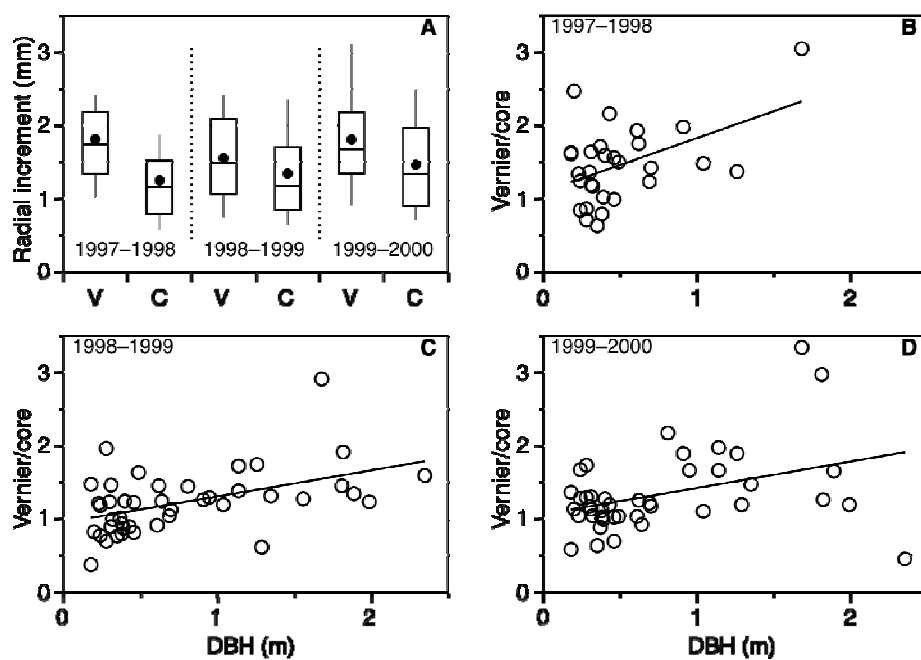 A
Radial increment (mm)
3
2
1
0
1997–1998
1998–1999
1999–2000
V
C
V
C
V
C
B
1997–1998
Vernier/core
3
2
1
0
0
1
2
C
1998–1999
Vernier/core
3
2
1
0
0
1
2
DBH (m)
D
1999–2000
Vernier/core
3
2
1
0
0
1
2
DBH (m)